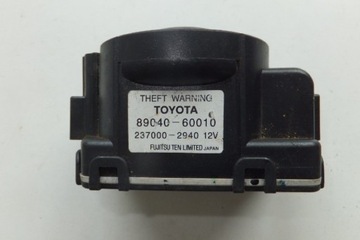 THEFT WARNING
TOYOTA
89040-60010
237000-2940 12V
FUJITSU TEN LIMITED JAPAN